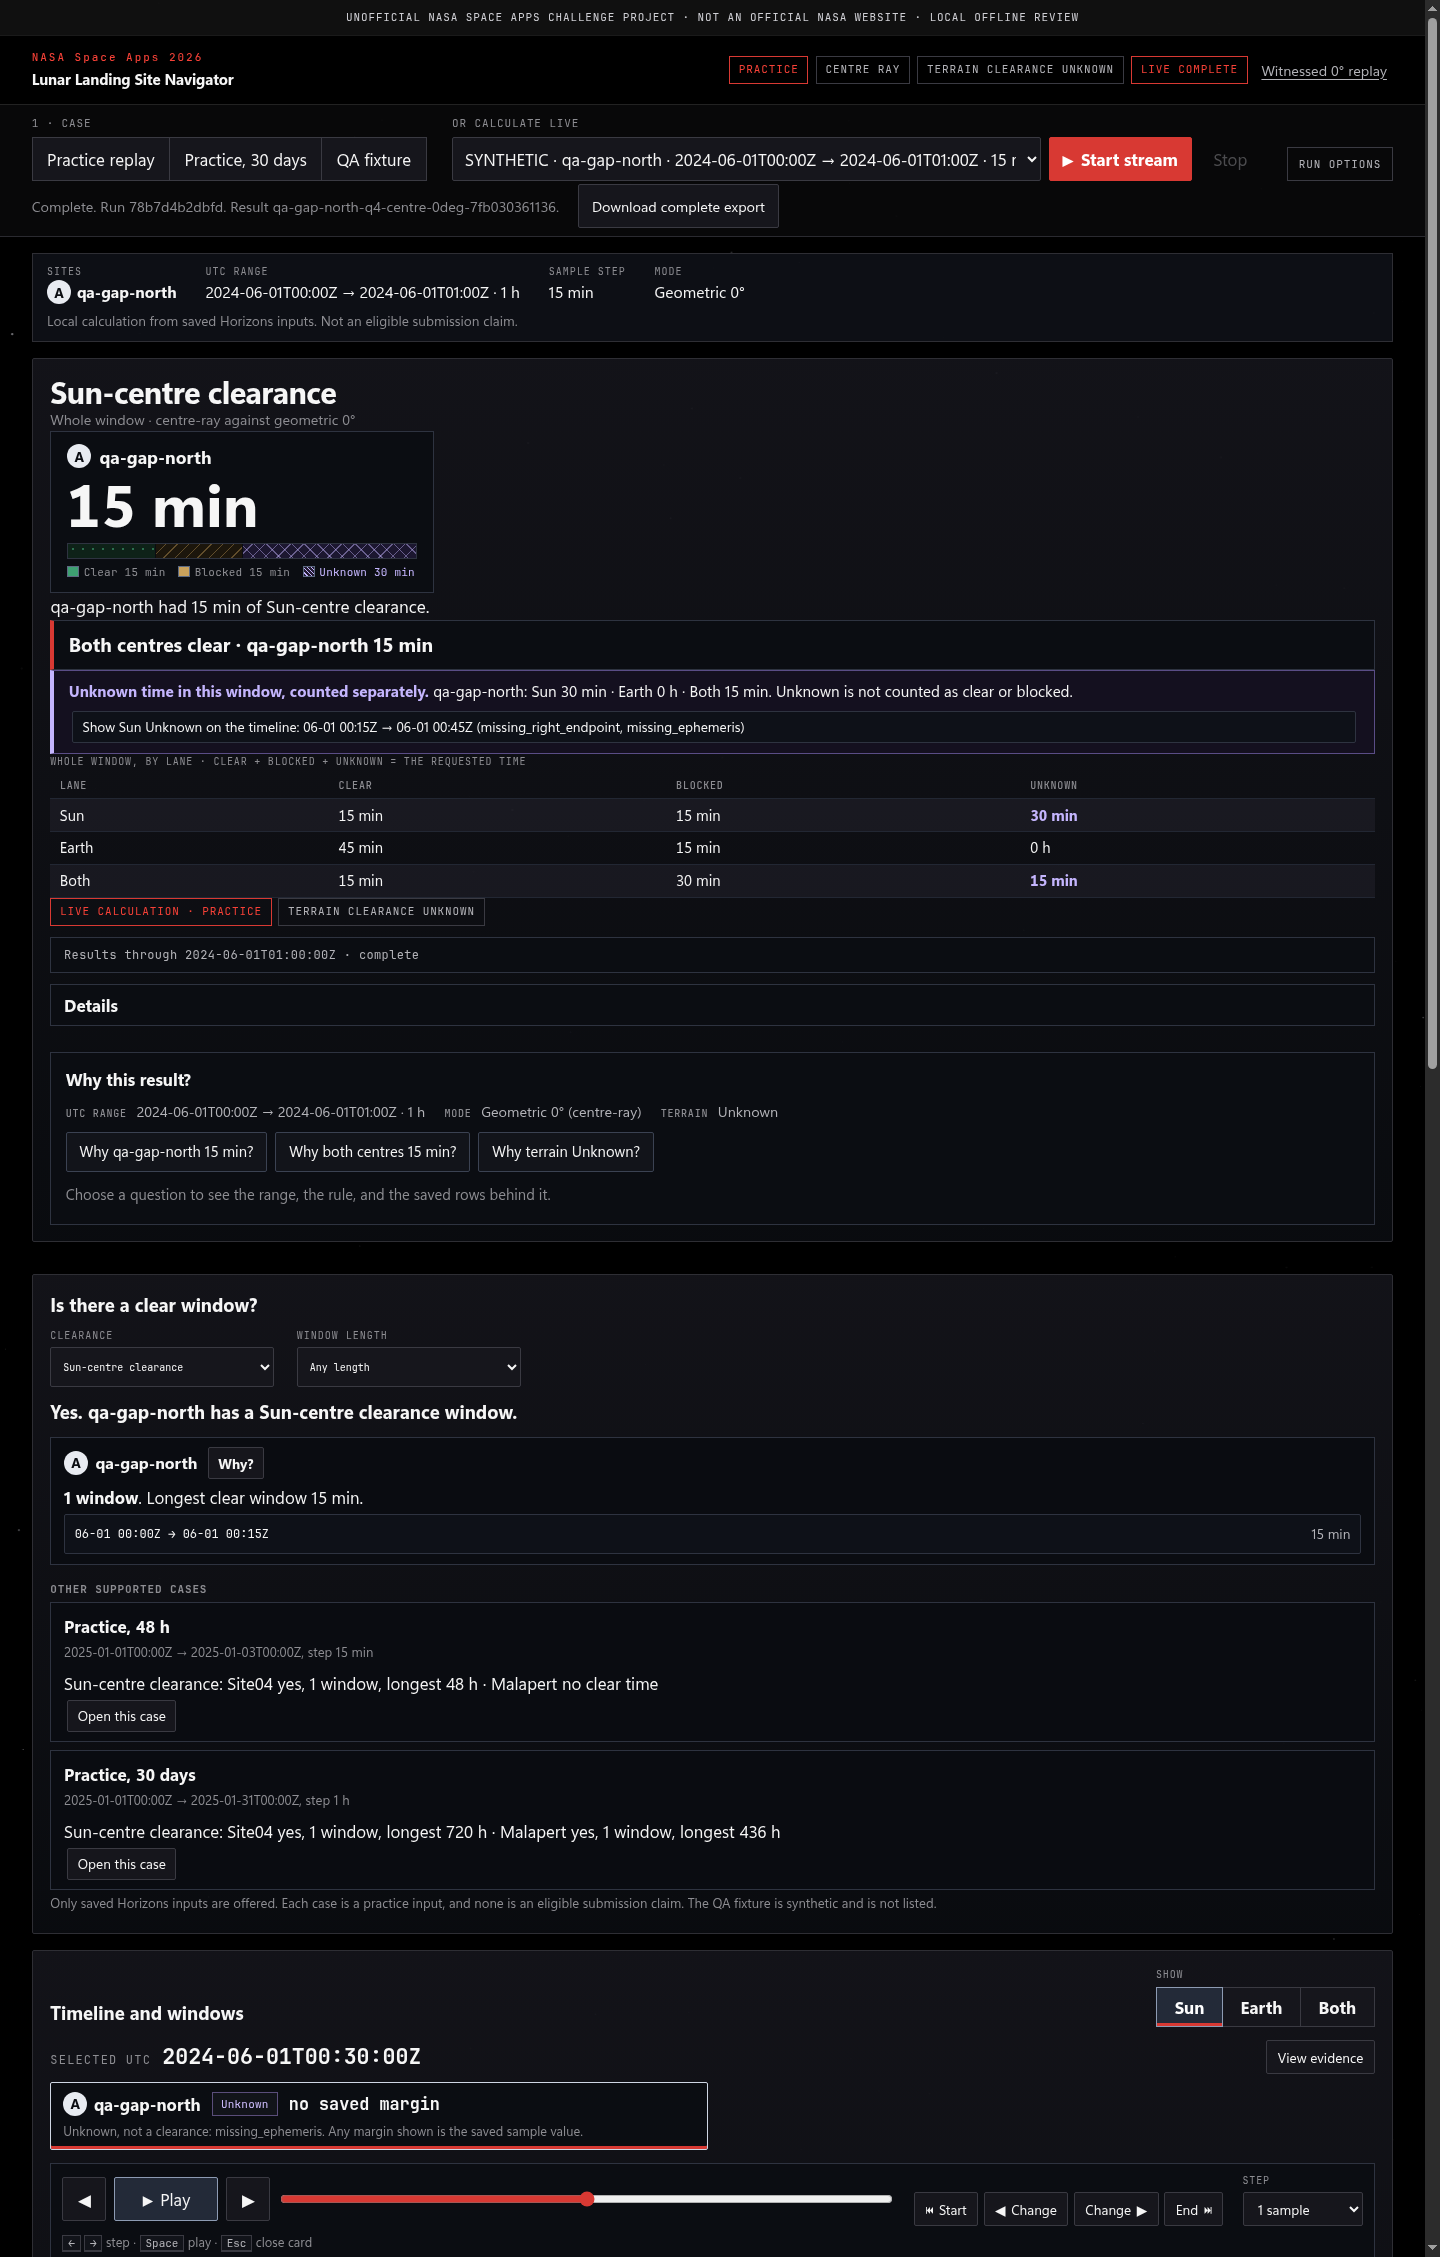 UNOFFICIAL NASA SPACE APPS CHALLENGE PROJECT · NOT AN OFFICIAL NASA WEBSITE · LOCAL OFFLINE REVIEW
NASA Space Apps 2026
Lunar Landing Site Navigator
PRACTICE
CENTRE RAY
TERRAIN CLEARANCE UNKNOWN
LIVE COMPLETE
Witnessed 0° replay
1 · CASE
Practice replay
Practice, 30 days
QA fixture
OR CALCULATE LIVE
SYNTHETIC · qa-gap-north · 2024-06-01T00:00Z → 2024-06-01T01:00Z · 15 r
▶ Start stream
Stop
RUN OPTIONS
Complete. Run 78b7d4b2dbfd. Result qa-gap-north-q4-centre-0deg-7fb030361136.
Download complete export
SITES
A qa-gap-north
UTC RANGE
2024-06-01T00:00Z → 2024-06-01T01:00Z · 1 h
SAMPLE STEP
15 min
MODE
Geometric 0°
Local calculation from saved Horizons inputs. Not an eligible submission claim.
Sun-centre clearance
Whole window · centre-ray against geometric 0°
A qa-gap-north
15 min
Clear 15 min
Blocked 15 min
Unknown 30 min
qa-gap-north had 15 min of Sun-centre clearance.
Both centres clear · qa-gap-north 15 min
Unknown time in this window, counted separately. qa-gap-north: Sun 30 min · Earth 0 h · Both 15 min. Unknown is not counted as clear or blocked.
Show Sun Unknown on the timeline: 06-01 00:15Z → 06-01 00:45Z (missing_right_endpoint, missing_ephemeris)
WHOLE WINDOW, BY LANE · CLEAR + BLOCKED + UNKNOWN = THE REQUESTED TIME
LANE CLEAR BLOCKED UNKNOWN
Sun 15 min 15 min 30 min
Earth 45 min 15 min 0 h
Both 15 min 30 min 15 min
LIVE CALCULATION · PRACTICE
TERRAIN CLEARANCE UNKNOWN
Results through 2024-06-01T01:00:00Z · complete
Details
Why this result?
UTC RANGE 2024-06-01T00:00Z → 2024-06-01T01:00Z · 1 h MODE Geometric 0° (centre-ray) TERRAIN Unknown
Why qa-gap-north 15 min?
Why both centres 15 min?
Why terrain Unknown?
Choose a question to see the range, the rule, and the saved rows behind it.
Is there a clear window?
CLEARANCE
Sun-centre clearance
WINDOW LENGTH
Any length
Yes. qa-gap-north has a Sun-centre clearance window.
A qa-gap-north
Why?
1 window. Longest clear window 15 min.
06-01 00:00Z → 06-01 00:15Z
15 min
OTHER SUPPORTED CASES
Practice, 48 h
2025-01-01T00:00Z → 2025-01-03T00:00Z, step 15 min
Sun-centre clearance: Site04 yes, 1 window, longest 48 h · Malapert no clear time
Open this case
Practice, 30 days
2025-01-01T00:00Z → 2025-01-31T00:00Z, step 1 h
Sun-centre clearance: Site04 yes, 1 window, longest 720 h · Malapert yes, 1 window, longest 436 h
Open this case
Only saved Horizons inputs are offered. Each case is a practice input, and none is an eligible submission claim. The QA fixture is synthetic and is not listed.
Timeline and windows
SHOW
Sun
Earth
Both
SELECTED UTC 2024-06-01T00:30:00Z
View evidence
A qa-gap-north Unknown no saved margin
Unknown, not a clearance: missing_ephemeris. Any margin shown is the saved sample value.
◀
▶ Play
▶
⏮ Start
◀ Change
Change ▶
End ⏭
STEP
1 sample
← → step · Space play · Esc close card